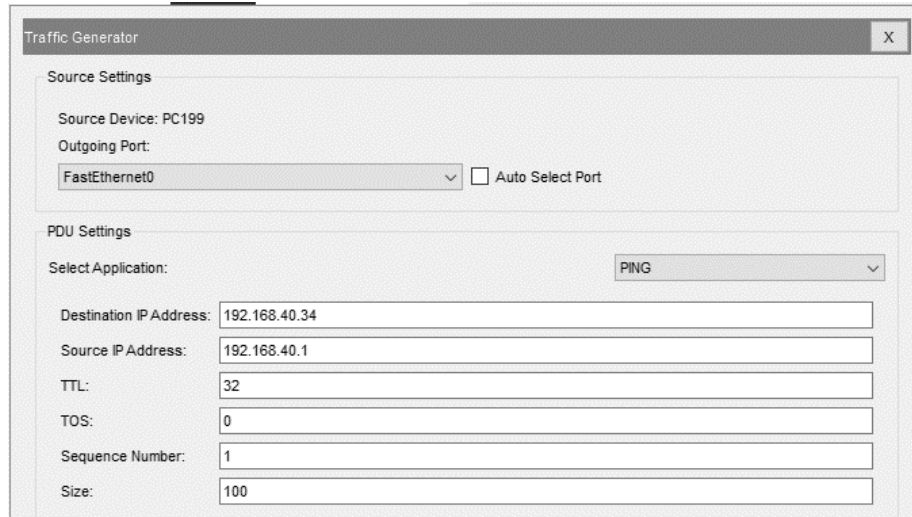 Traffic Generator X
Source Settings
Source Device: PC199
Outgoing Port:
FastEthernet0 Auto Select Port
PDU Settings
Select Application: PING
Destination IP Address: 192.168.40.34
Source IP Address: 192.168.40.1
TTL: 32
TOS: 0
Sequence Number: 1
Size: 100